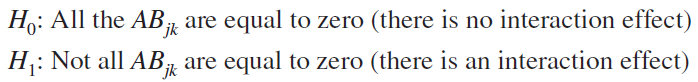 H₀: All the ABⱼₖ are equal to zero (there is no interaction effect)
H₁: Not all ABⱼₖ are equal to zero (there is an interaction effect)